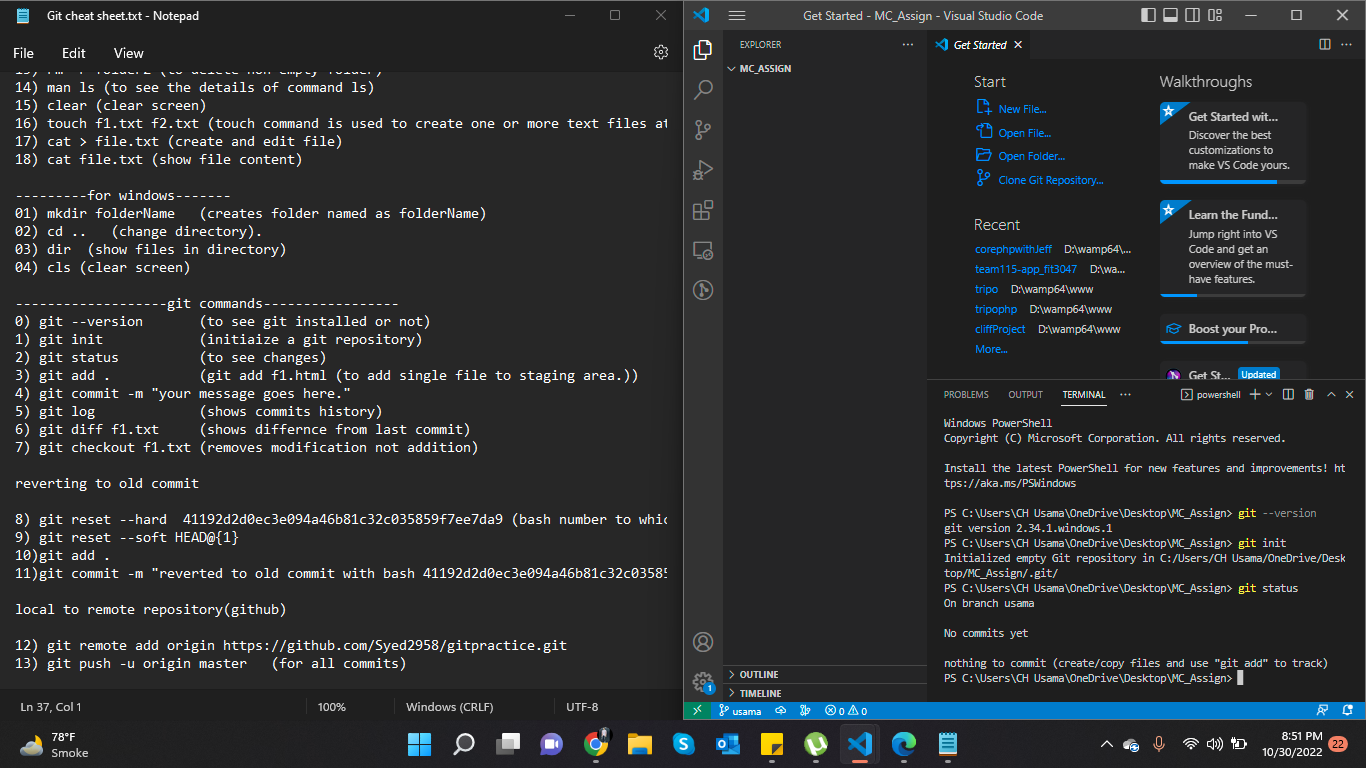 Git cheat sheet.txt - Notepad
File Edit View
14) man ls (to see the details of command ls)
15) clear (clear screen)
16) touch f1.txt f2.txt (touch command is used to create one or more text files at
17) cat > file.txt (create and edit file)
18) cat file.txt (show file content)
---------for windows-------
01) mkdir folderName (creates folder named as folderName)
02) cd .. (change directory).
03) dir (show files in directory)
04) cls (clear screen)
-------------------git commands-----------------
0) git --version (to see git installed or not)
1) git init (initiaize a git repository)
2) git status (to see changes)
3) git add . (git add f1.html (to add single file to staging area.))
4) git commit -m "your message goes here."
5) git log (shows commits history)
6) git diff f1.txt (shows differnce from last commit)
7) git checkout f1.txt (removes modification not addition)
reverting to old commit
8) git reset --hard 41192d2d0ec3e094a46b81c32c035859f7ee7da9 (bash number to whic
9) git reset --soft HEAD@{1}
10)git add .
11)git commit -m "reverted to old commit with bash 41192d2d0ec3e094a46b81c32c03585
local to remote repository(github)
12) git remote add origin https://github.com/Syed2958/gitpractice.git
13) git push -u origin master (for all commits)
Ln 37, Col 1 100% Windows (CRLF) UTF-8
Get Started - MC_Assign - Visual Studio Code
EXPLORER
MC_ASSIGN
OUTLINE
TIMELINE
Get Started
Start
New File...
Open File...
Open Folder...
Clone Git Repository...
Recent
corephpwithJeff D:\wamp64\...
team115-app_fit3047 D:\wa...
tripo D:\wamp64\www
tripophp D:\wamp64\www
cliffProject D:\wamp64\www
More...
Walkthroughs
Get Started wit...
Discover the best
customizations to
make VS Code yours.
Learn the Fund...
Jump right into VS
Code and get an
overview of the must-
have features.
Boost your Pro...
Get St... Updated
PROBLEMS OUTPUT TERMINAL ... powershell
Windows PowerShell
Copyright (C) Microsoft Corporation. All rights reserved.
Install the latest PowerShell for new features and improvements! ht
tps://aka.ms/PSWindows
PS C:\Users\CH Usama\OneDrive\Desktop\MC_Assign> git --version
git version 2.34.1.windows.1
PS C:\Users\CH Usama\OneDrive\Desktop\MC_Assign> git init
Initialized empty Git repository in C:/Users/CH Usama/OneDrive/Desk
top/MC_Assign/.git/
PS C:\Users\CH Usama\OneDrive\Desktop\MC_Assign> git status
On branch usama
No commits yet
nothing to commit (create/copy files and use "git add" to track)
PS C:\Users\CH Usama\OneDrive\Desktop\MC_Assign>
1
usama 0 0
78°F
Smoke
8:51 PM
10/30/2022
22